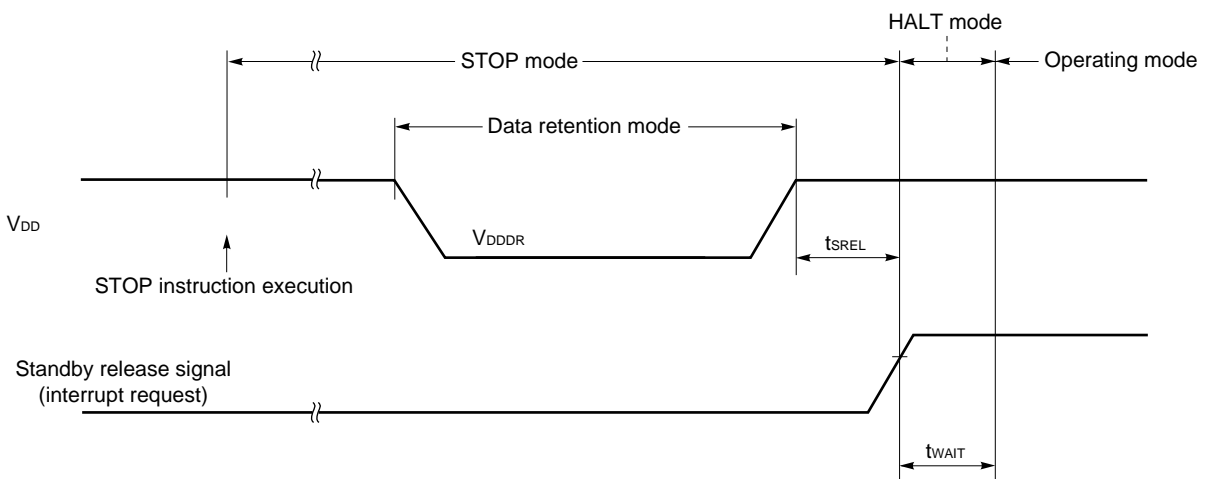 HALT mode
STOP mode
Operating mode
Data retention mode
VDD
VDDDR
tSREL
STOP instruction execution
Standby release signal
(interrupt request)
tWAIT